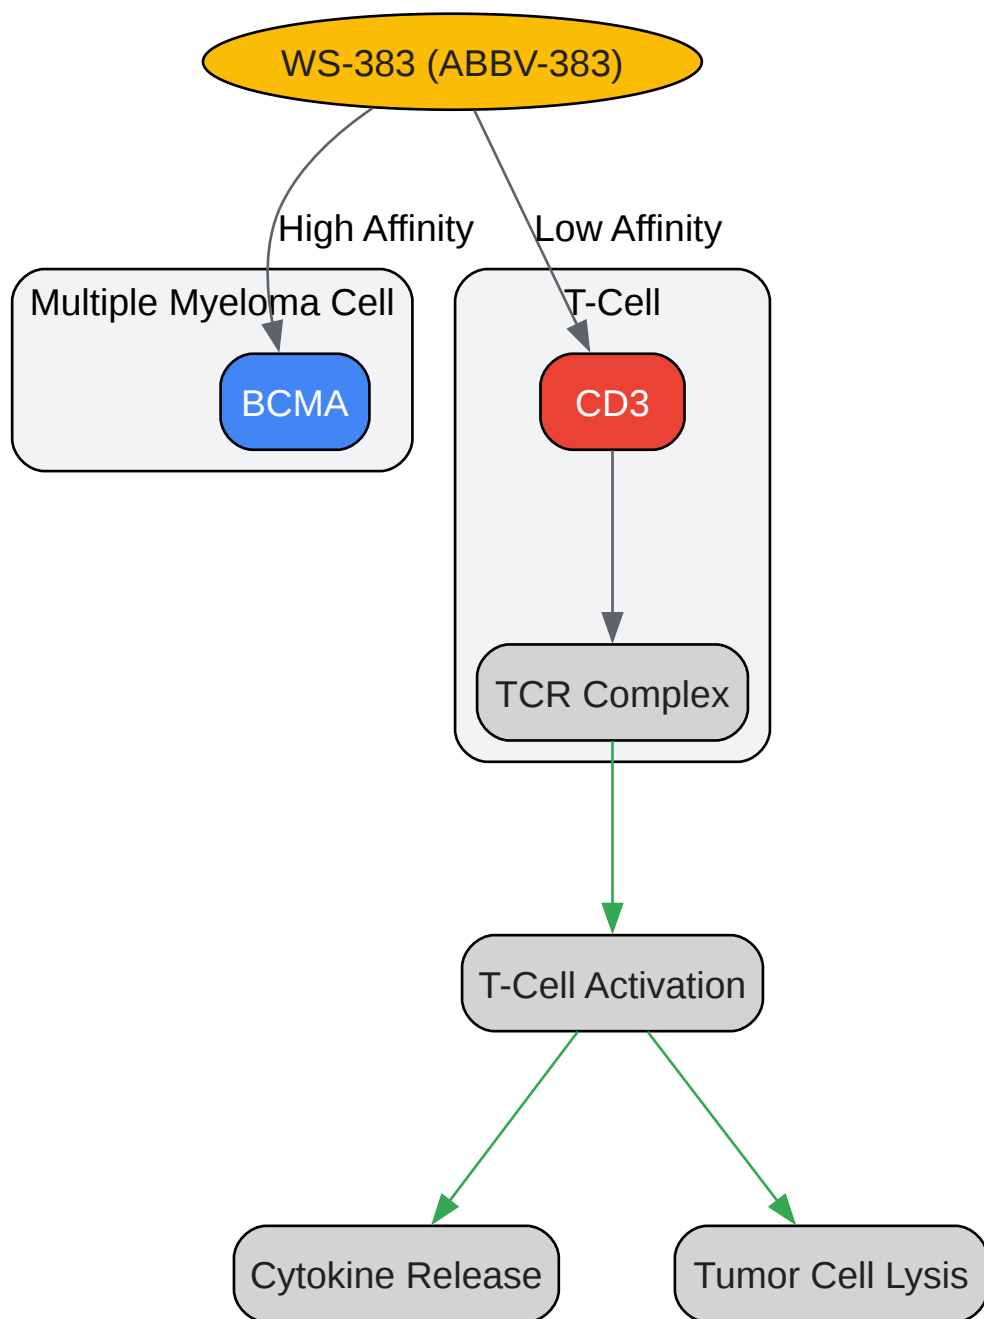 WS-383 (ABBV-383)
High Affinity
Low Affinity
Multiple Myeloma Cell
T-Cell
BCMA
CD3
TCR Complex
T-Cell Activation
Cytokine Release
Tumor Cell Lysis